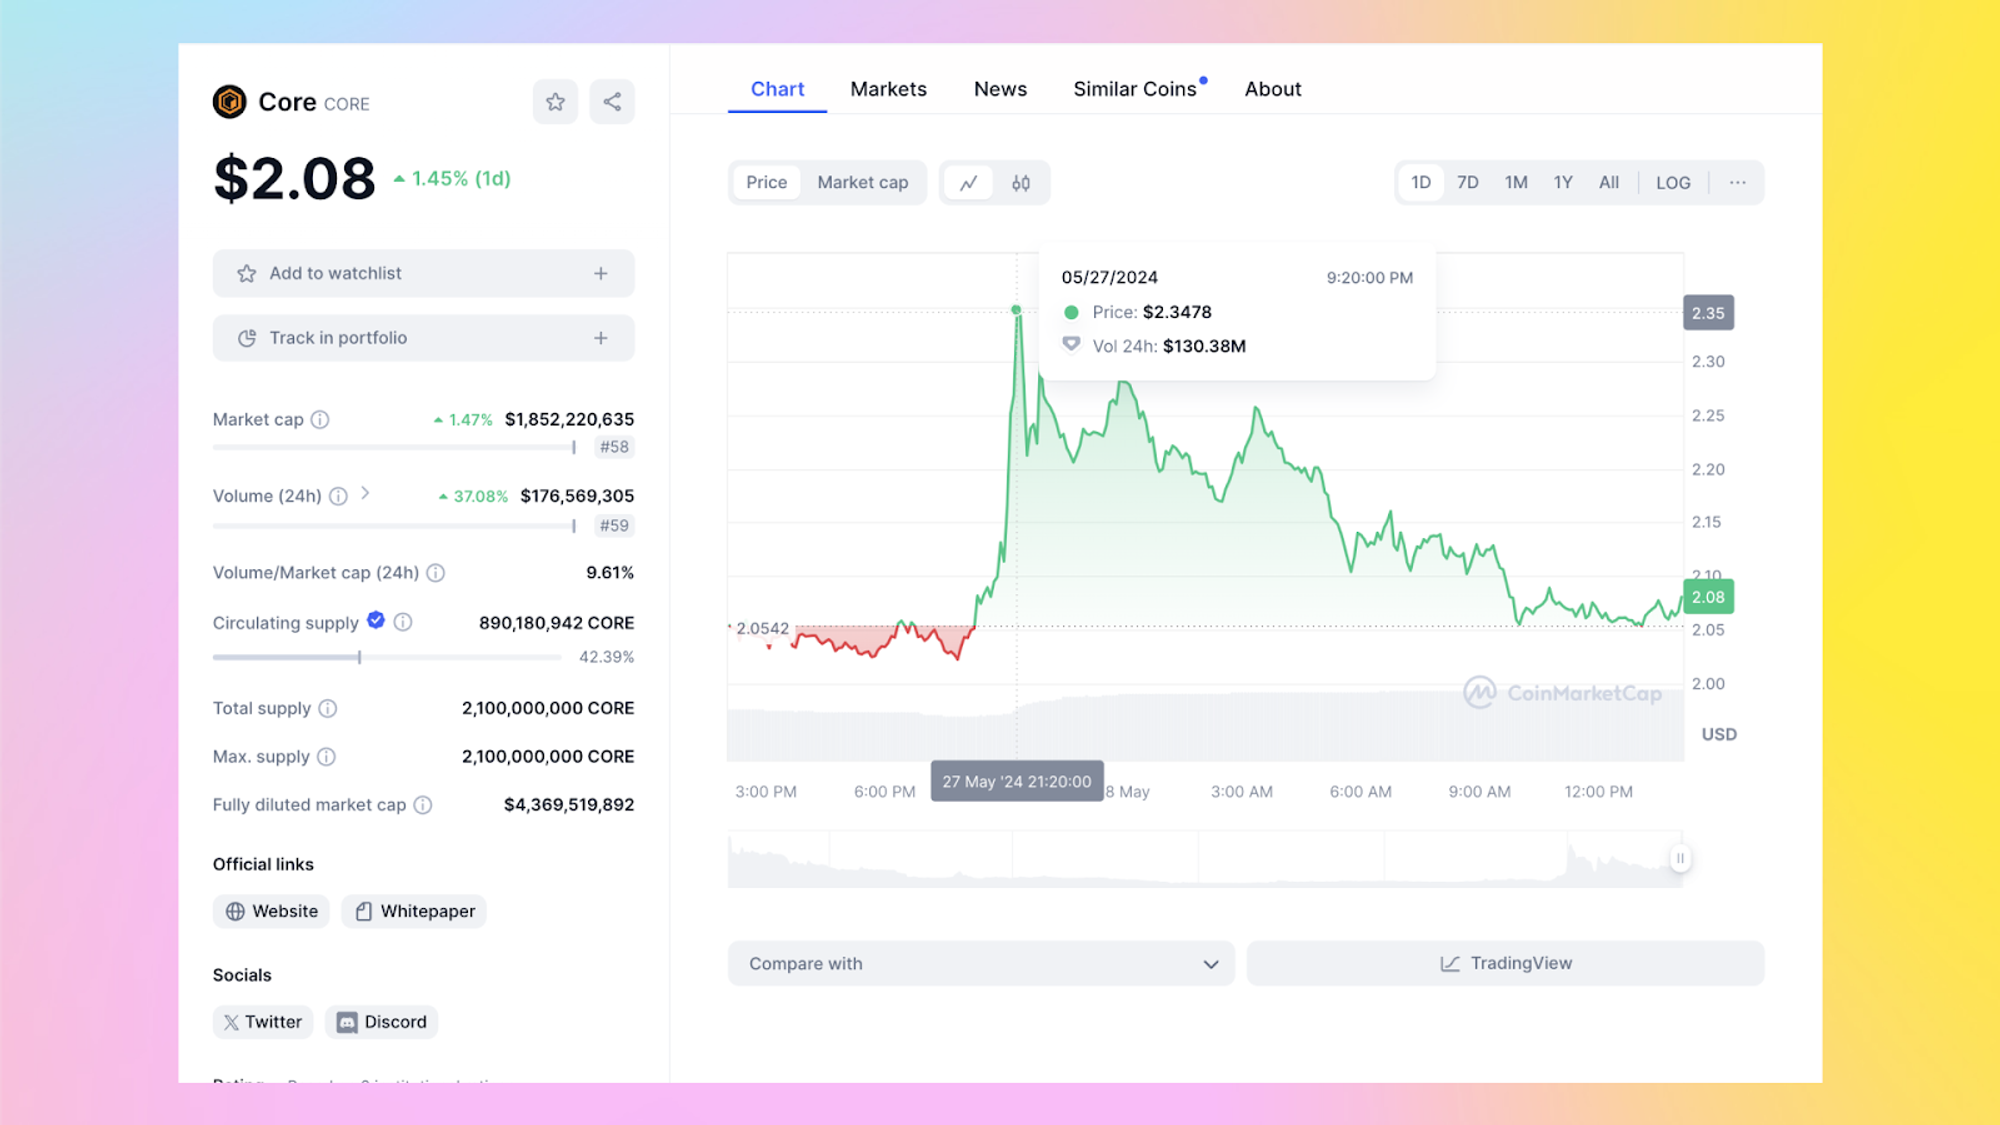 Core CORE
$2.08 1.45% (1d)
Add to watchlist
Track in portfolio
Market cap 1.47% $1,852,220,635
#58
Volume (24h) 37.08% $176,569,305
#59
Volume/Market cap (24h) 9.61%
Circulating supply 890,180,942 CORE
42.39%
Total supply 2,100,000,000 CORE
Max. supply 2,100,000,000 CORE
Fully diluted market cap $4,369,519,892
Official links
Website Whitepaper
Socials
Twitter Discord
Chart Markets News Similar Coins About
Price Market cap
1D 7D 1M 1Y All LOG
05/27/2024 9:20:00 PM
Price: $2.3478
Vol 24h: $130.38M
2.35
2.30
2.25
2.20
2.15
2.10
2.08
2.05
2.00
USD
2.0542
CoinMarketCap
3:00 PM 6:00 PM 27 May '24 21:20:00 8 May 3:00 AM 6:00 AM 9:00 AM 12:00 PM
Compare with TradingView